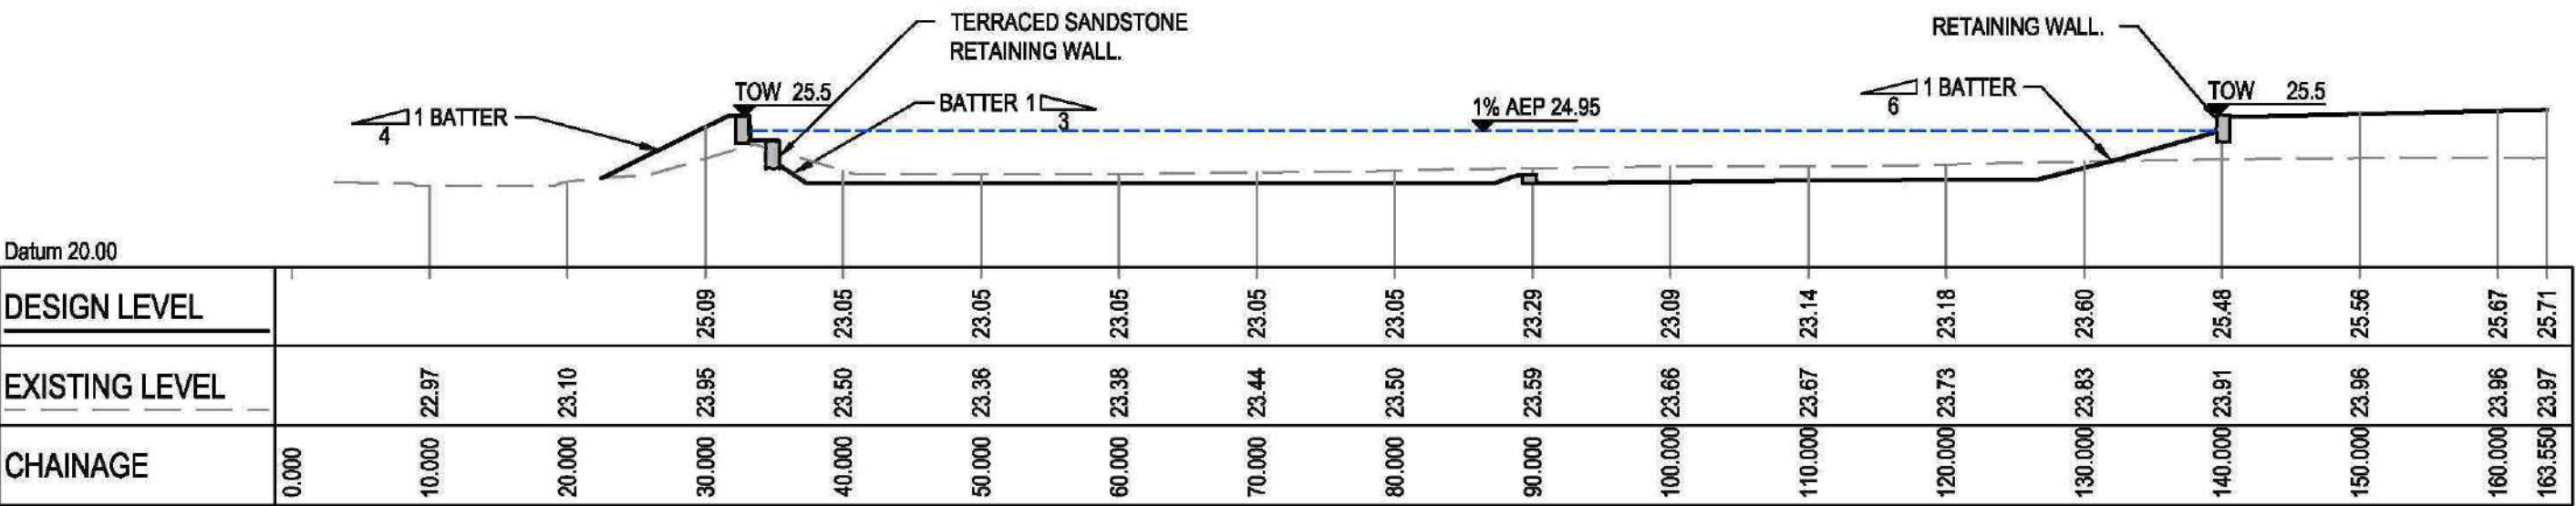 TERRACED SANDSTONE
RETAINING WALL.
RETAINING WALL.
TOW 25.5
1 BATTER
4
BATTER 1
3
1% AEP 24.95
1 BATTER
6
TOW 25.5
Datum 20.00
DESIGN LEVEL 25.09 23.05 23.05 23.05 23.05 23.05 23.29 23.09 23.14 23.18 23.60 25.48 25.56 25.67 25.71
EXISTING LEVEL 22.97 23.10 23.95 23.50 23.36 23.38 23.44 23.50 23.59 23.66 23.67 23.73 23.83 23.91 23.96 23.96 23.97
CHAINAGE 0.000 10.000 20.000 30.000 40.000 50.000 60.000 70.000 80.000 90.000 100.000 110.000 120.000 130.000 140.000 150.000 160.000 163.550